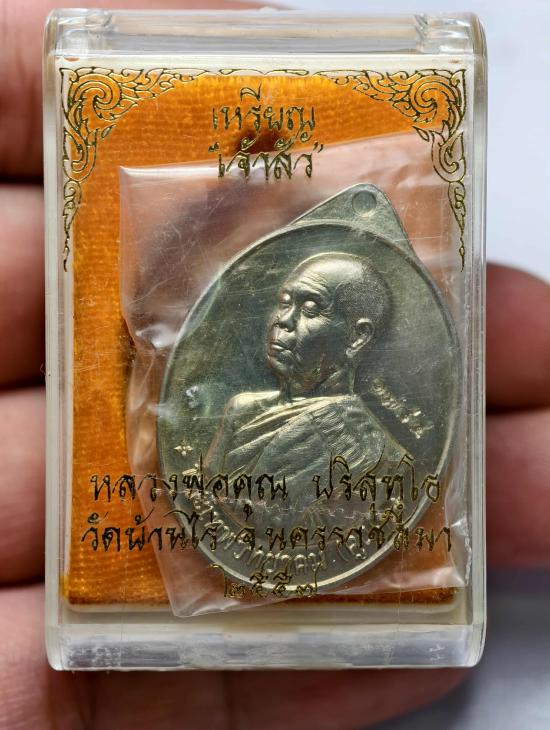 เหรียญ
"เจ้าสัว"
หลวงพ่อคูณ ปริสุทฺโธ
วัดบ้านไร่ จ.นครราชสีมา
๒๕๕๗